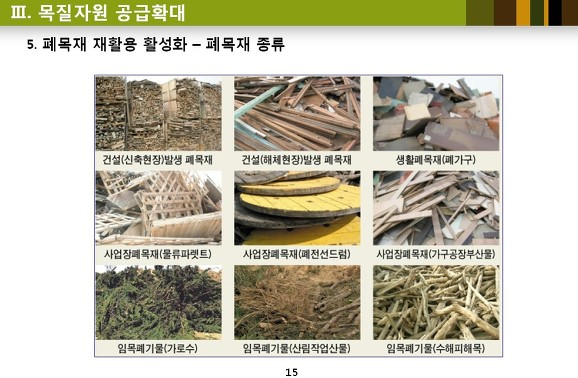 Ⅲ. 목질자원 공급확대
5. 폐목재 재활용 활성화 – 폐목재 종류
건설(신축현장)발생 폐목재
건설(해체현장)발생 폐목재
생활폐목재(폐가구)
사업장폐목재(물류파렛트)
사업장폐목재(폐전선드럼)
사업장폐목재(가구공장부산물)
임목폐기물(가로수)
임목폐기물(산림작업산물)
임목폐기물(수해피해목)
15